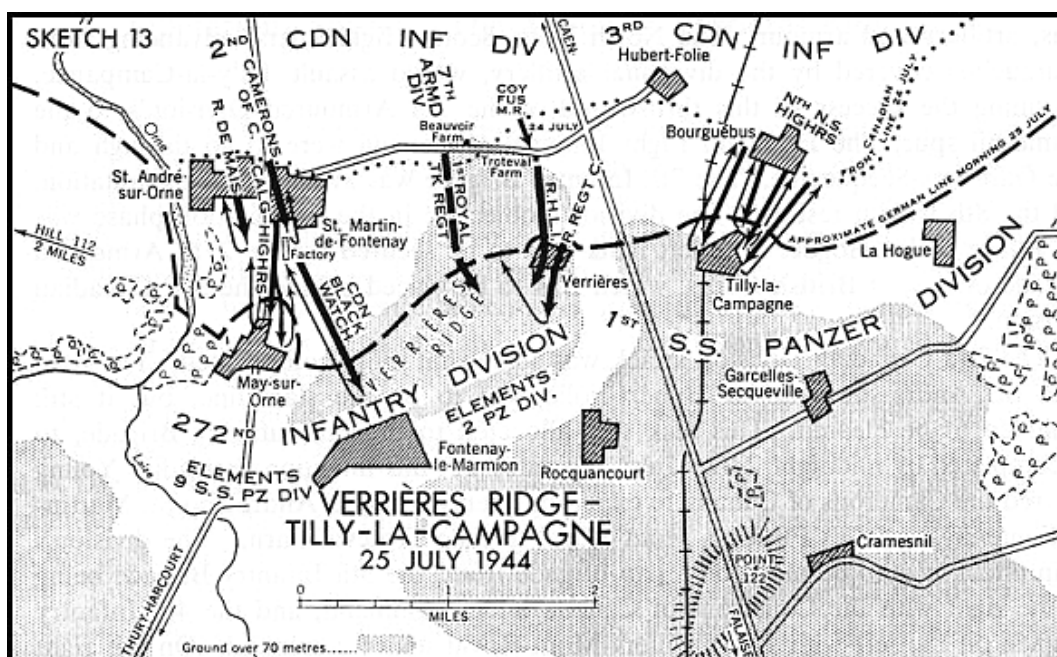 SKETCH 13
2ND CDN INF DIV
3RD CDN INF DIV
CAEN
Hubert-Folie
7TH
ARMD
DIV.
COY
FUS
M.R.
24 JULY
Beauvoir
Farm
Troteval
Farm
Bourguébus
NTH N.S.
HIGHRS
CANADIAN
FRONT LINE 24 JULY
APPROXIMATE GERMAN LINE MORNING 25 JULY
Orne
R DE MAIS
CAMERONS
OF C.
CALG HIGHRS
St. André
-sur-Orne
St. Martin-
de-Fontenay
Factory
CDN
BLACK
WATCH
1ST ROYAL
TK REGT
R.H.L.I.
R. REGT C.
Verrières
VERRIERES
RIDGE
HILL 112
2 MILES
La Hogue
Tilly-la
Campagne
1ST
S.S. PANZER DIVISION
May-sur
-Orne
272ND INFANTRY DIVISION
ELEMENTS
2 PZ DIV.
ELEMENTS
9 S.S. PZ DIV
Laize
Fontenay
-le-Marmion
Rocquancourt
Garcelles-
Secqueville
Cramesnil
POINT
122
FALAISE
THURY-HARCOURT
VERRIÈRES RIDGE-
TILLY-LA-CAMPAGNE
25 JULY 1944
0 1 2
MILES
Ground over 70 metres......